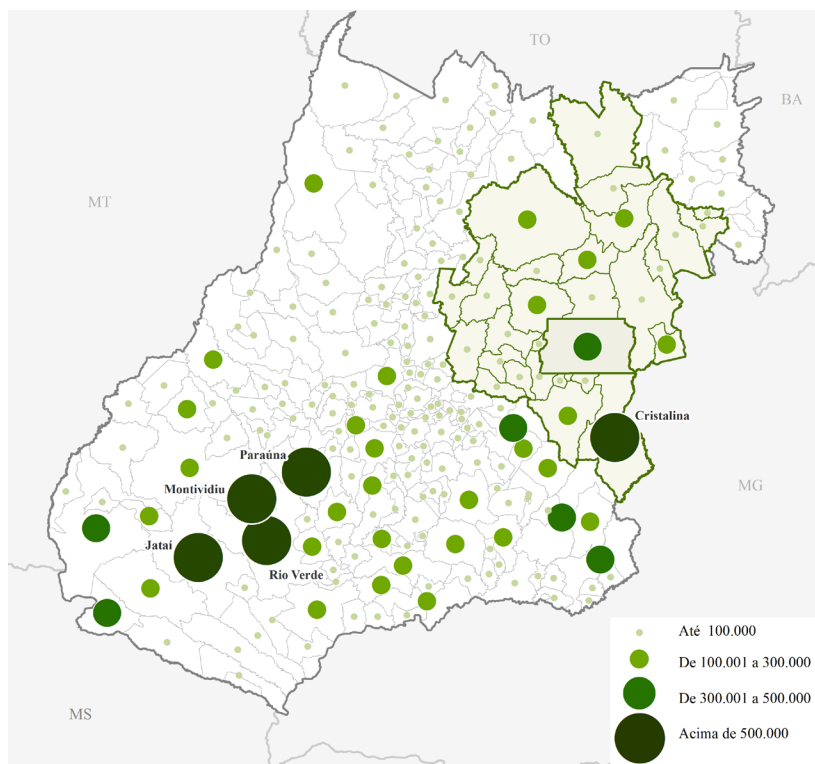 TO
BA
MT
Cristalina
Paraúna
Montividiu
MG
Jataí
Rio Verde
Até 100.000
De 100.001 a 300.000
De 300.001 a 500.000
MS
Acima de 500.000